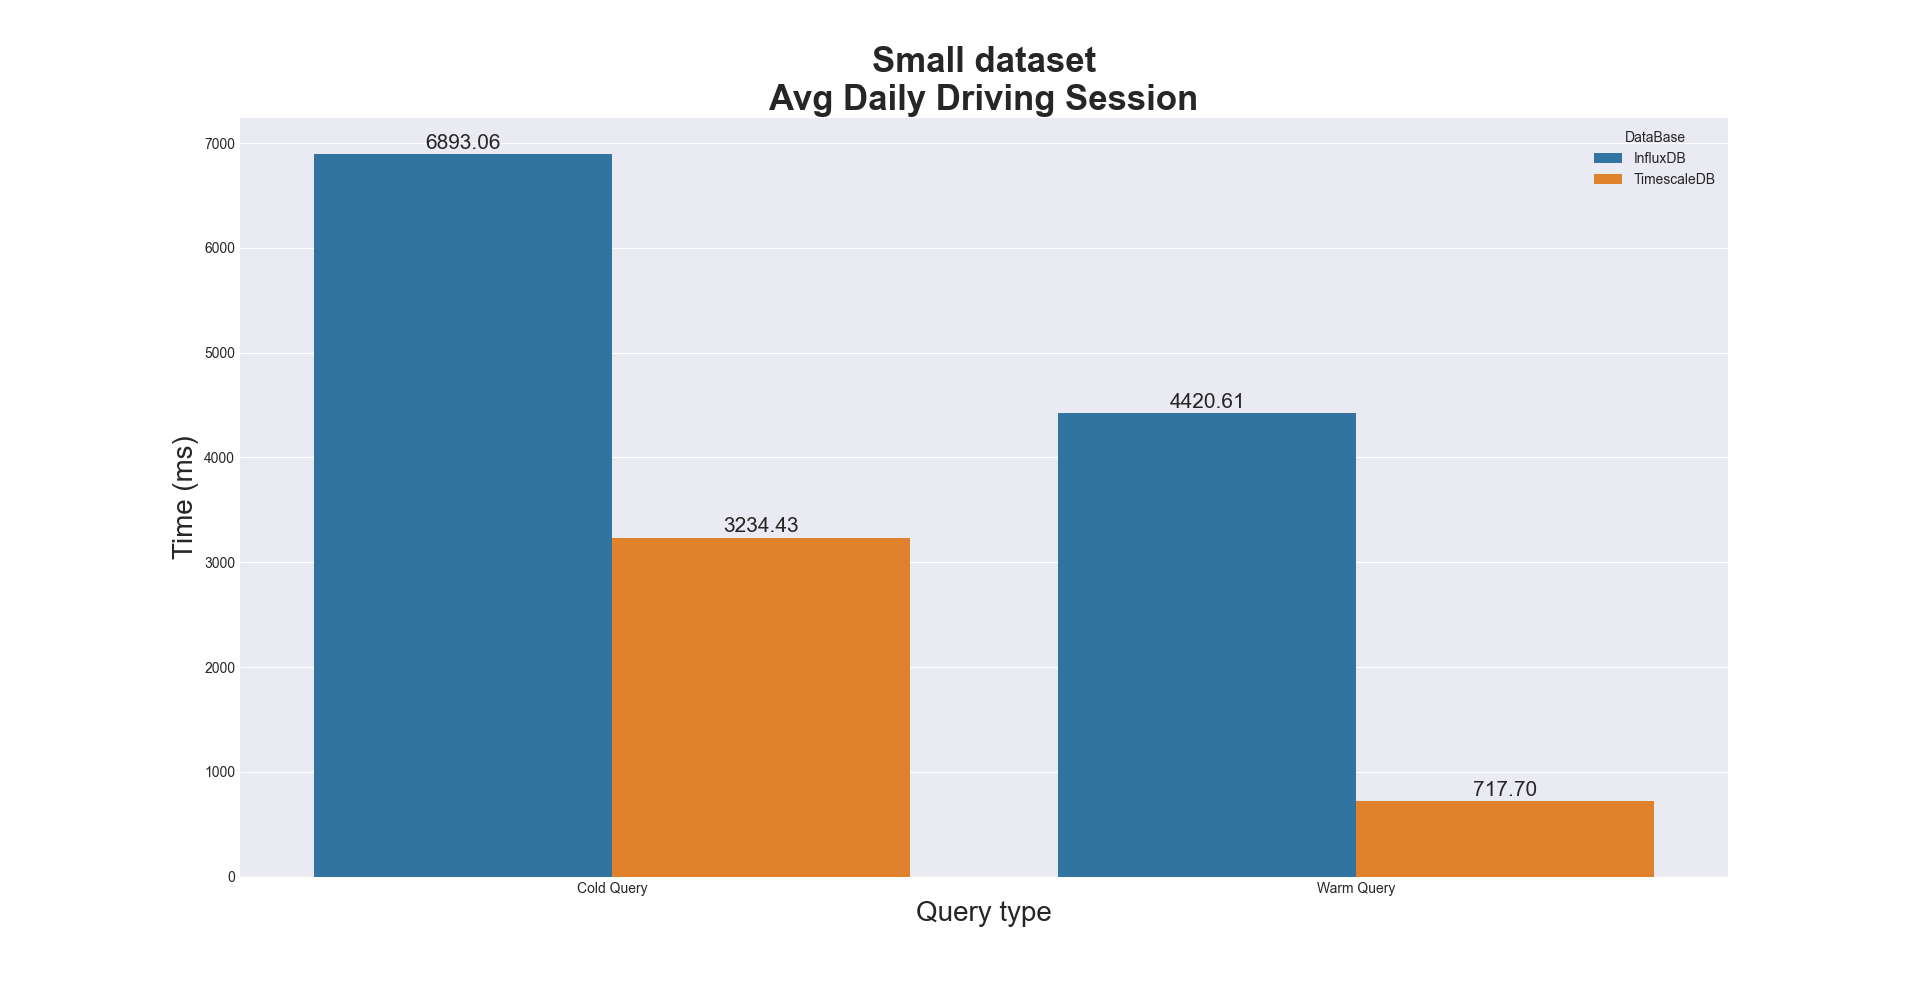 Small dataset
Avg Daily Driving Session
DataBase
InfluxDB
TimescaleDB
Time (ms)
7000
6000
5000
4000
3000
2000
1000
0
6893.06
3234.43
4420.61
717.70
Cold Query
Warm Query
Query type